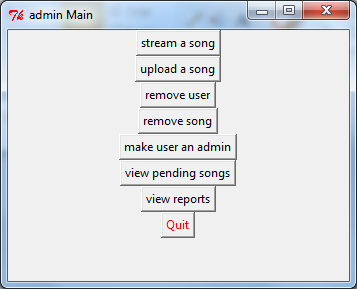 admin Main
stream a song
upload a song
remove user
remove song
make user an admin
view pending songs
view reports
Quit